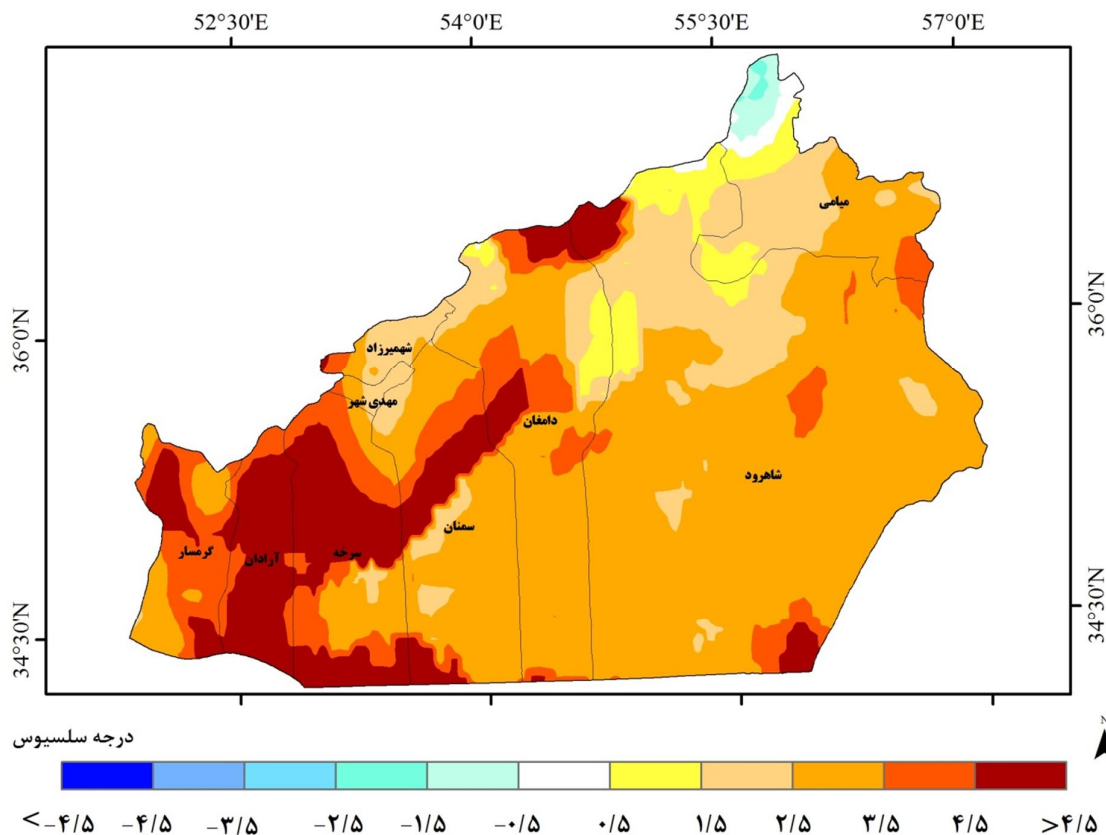 52°30'E 54°0'E 55°30'E 57°0'E
میامی
36°0'N 36°0'N
شهمیرزاد
مهدی شهر
دامغان
شاهرود
سمنان
گرمسار آرادان سرخه
34°30'N 34°30'N
N
درجه سلسیوس
<-۴/۵ -۴/۵ -۳/۵ -۲/۵ -۱/۵ -۰/۵ ۰/۵ ۱/۵ ۲/۵ ۳/۵ ۴/۵ >۴/۵